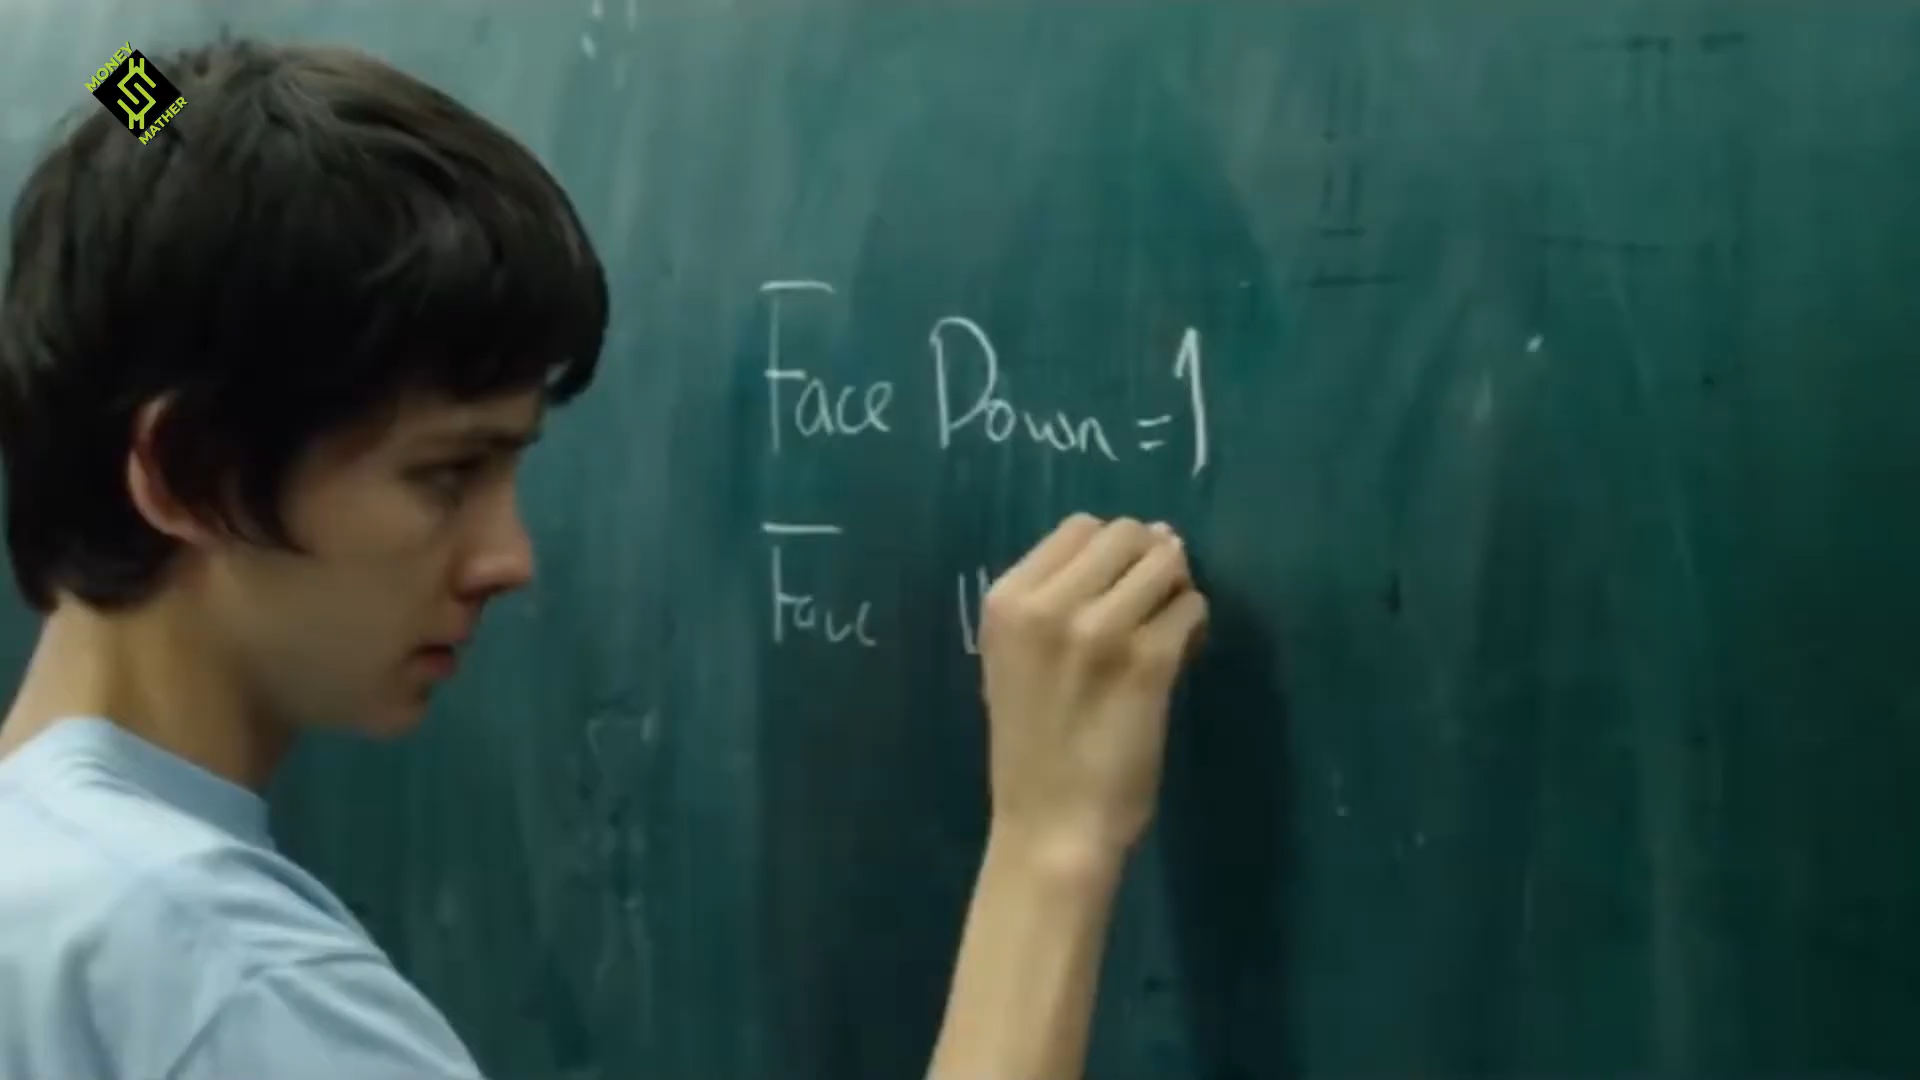 MONEY
MATHER
Face Down = 1
Face